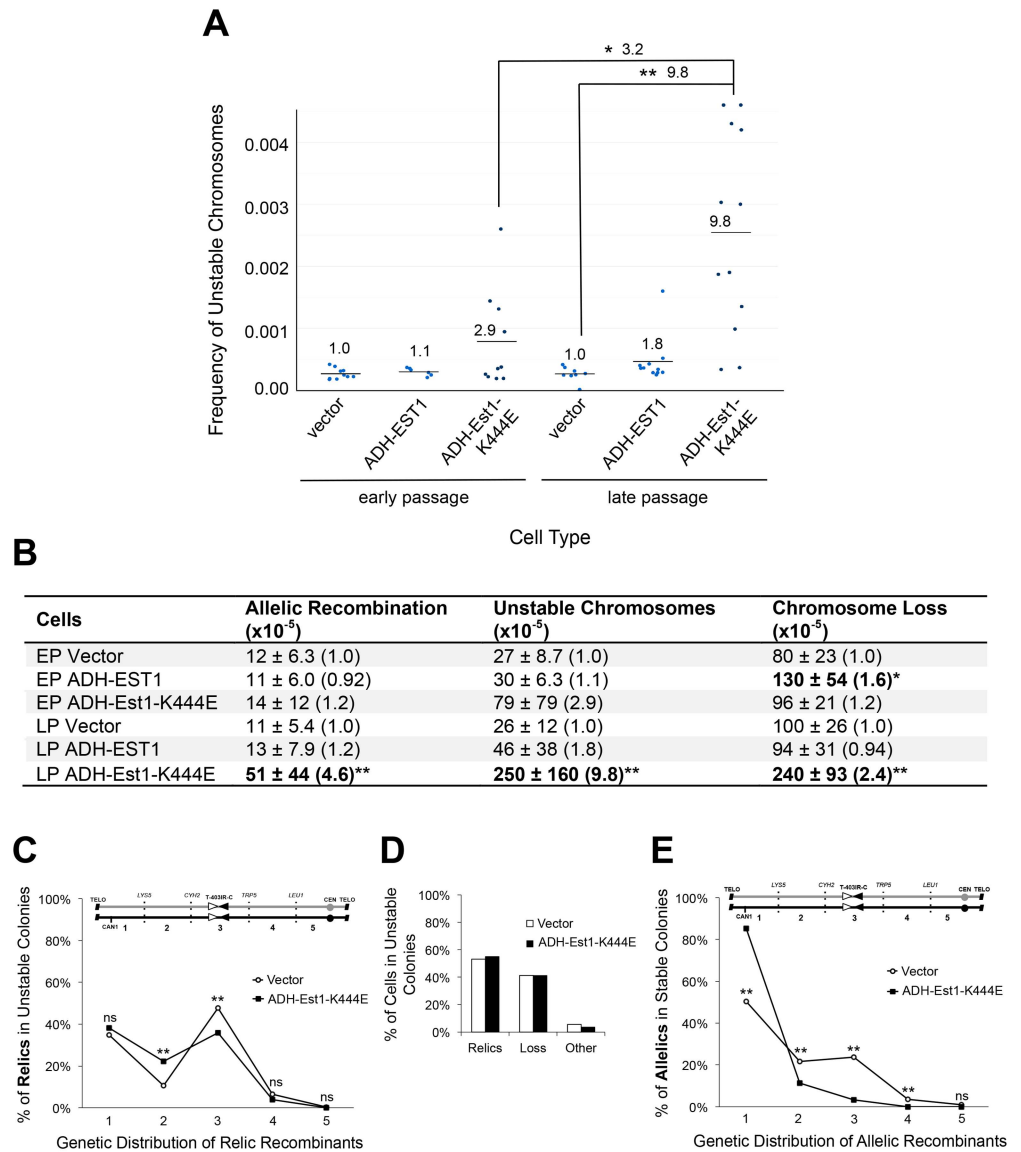 A
* 3.2
** 9.8
Frequency of Unstable Chromosomes
0.004
0.003
0.002
0.001
0.00
1.0
1.1
2.9
1.0
1.8
9.8
vector
ADH-EST1
ADH-Est1-
K444E
vector
ADH-EST1
ADH-Est1-
K444E
early passage
late passage
Cell Type
B
Cells Allelic Recombination (x10-5) Unstable Chromosomes (x10-5) Chromosome Loss (x10-5)
EP Vector 12 ± 6.3 (1.0) 27 ± 8.7 (1.0) 80 ± 23 (1.0)
EP ADH-EST1 11 ± 6.0 (0.92) 30 ± 6.3 (1.1) 130 ± 54 (1.6)*
EP ADH-Est1-K444E 14 ± 12 (1.2) 79 ± 79 (2.9) 96 ± 21 (1.2)
LP Vector 11 ± 5.4 (1.0) 26 ± 12 (1.0) 100 ± 26 (1.0)
LP ADH-EST1 13 ± 7.9 (1.2) 46 ± 38 (1.8) 94 ± 31 (0.94)
LP ADH-Est1-K444E 51 ± 44 (4.6)** 250 ± 160 (9.8)** 240 ± 93 (2.4)**
C
% of Relics in Unstable Colonies
100%
80%
60%
40%
20%
0%
TELO LYS5 CYH2 T-403IR-C TRP5 LEU1 CEN TELO
CAN1 1 2 3 4 5
Vector
ADH-Est1-K444E
ns
**
**
ns
ns
1 2 3 4 5
Genetic Distribution of Relic Recombinants
D
% of Cells in Unstable
Colonies
100%
80%
60%
40%
20%
0%
Vector
ADH-Est1-K444E
Relics Loss Other
E
% of Allelics in Stable Colonies
100%
80%
60%
40%
20%
0%
TELO LYS5 CYH2 T-403IR-C TRP5 LEU1 CEN TELO
CAN1 1 2 3 4 5
Vector
ADH-Est1-K444E
**
**
**
**
ns
1 2 3 4 5
Genetic Distribution of Allelic Recombinants